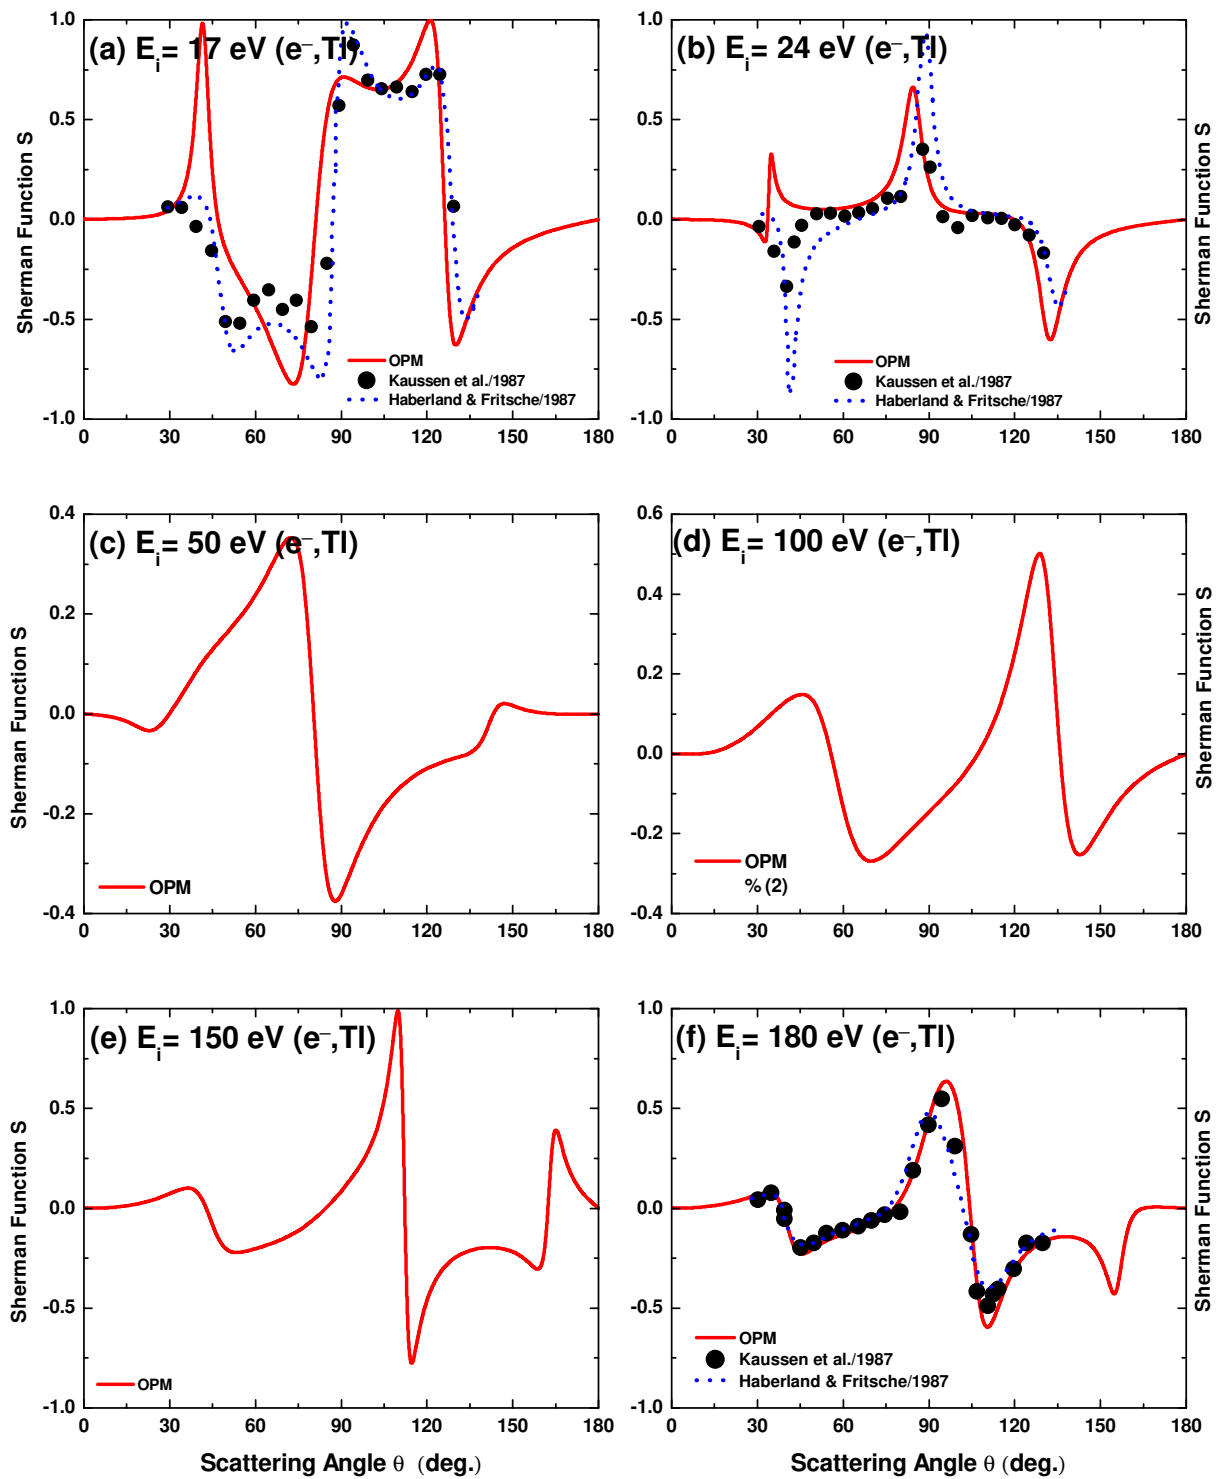 (a) Ei= 17 eV (e–,Tl)
Sherman Function S
1.0
0.5
0.0
-0.5
-1.0
OPM
Kaussen et al./1987
Haberland & Fritsche/1987
0 30 60 90 120 150 180
(b) Ei= 24 eV (e–,Tl)
Sherman Function S
1.0
0.5
0.0
-0.5
-1.0
OPM
Kaussen et al./1987
Haberland & Fritsche/1987
0 30 60 90 120 150 180
(c) Ei= 50 eV (e–,Tl)
Sherman Function S
0.4
0.2
0.0
-0.2
-0.4
OPM
0 30 60 90 120 150 180
(d) Ei= 100 eV (e–,Tl)
Sherman Function S
0.6
0.4
0.2
0.0
-0.2
-0.4
OPM
% (2)
0 30 60 90 120 150 180
(e) Ei= 150 eV (e–,Tl)
Sherman Function S
1.0
0.5
0.0
-0.5
-1.0
OPM
0 30 60 90 120 150 180
Scattering Angle θ (deg.)
(f) Ei= 180 eV (e–,Tl)
Sherman Function S
1.0
0.5
0.0
-0.5
-1.0
OPM
Kaussen et al./1987
Haberland & Fritsche/1987
0 30 60 90 120 150 180
Scattering Angle θ (deg.)